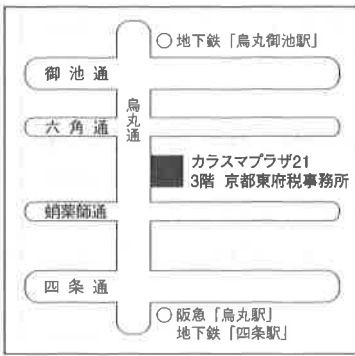 ○地下鉄「烏丸御池駅」
御池通
烏丸通
六角通
カラスマプラザ21
3階 京都東府税事務所
蛸薬師通
四条通
○阪急「烏丸駅」
地下鉄「四条駅」